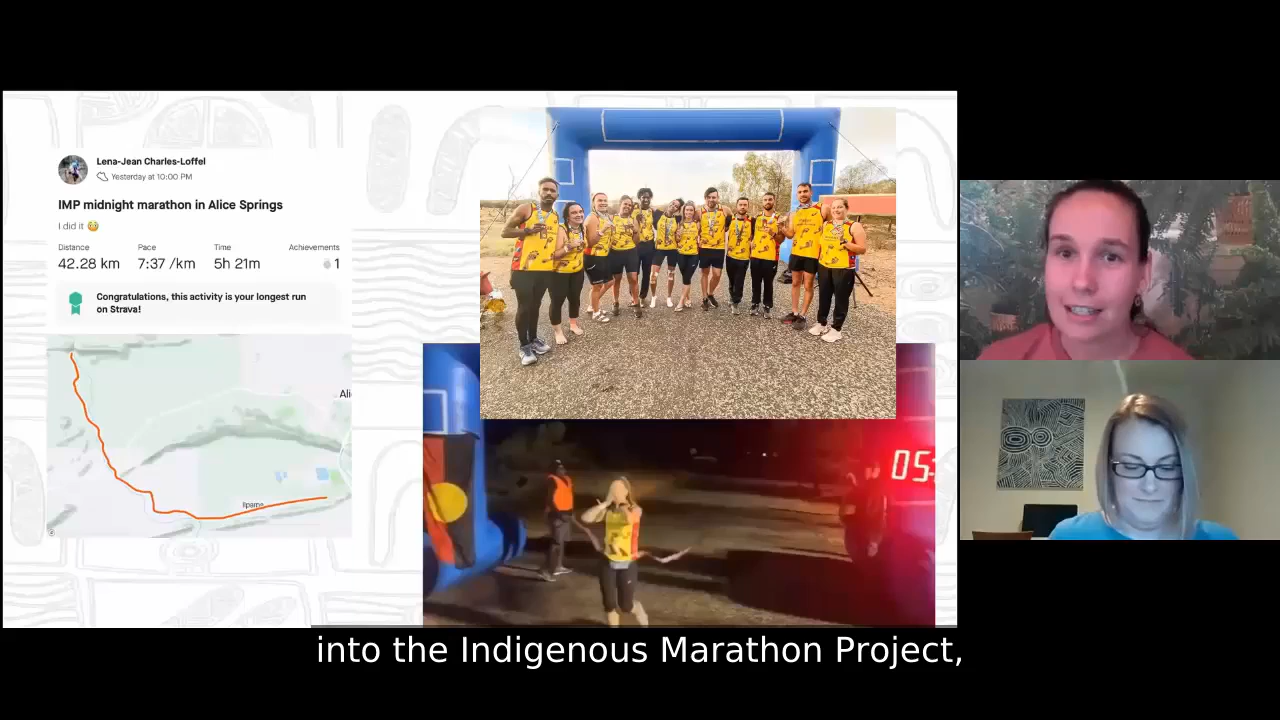 Lena-Jean Charles-Loffel
Yesterday at 10:00 PM
IMP midnight marathon in Alice Springs
I did it 😳
Distance Pace Time Achievements
42.28 km 7:37 /km 5h 21m 1
Congratulations, this activity is your longest run
on Strava!
Ali
Ilparpe
05:
into the Indigenous Marathon Project,